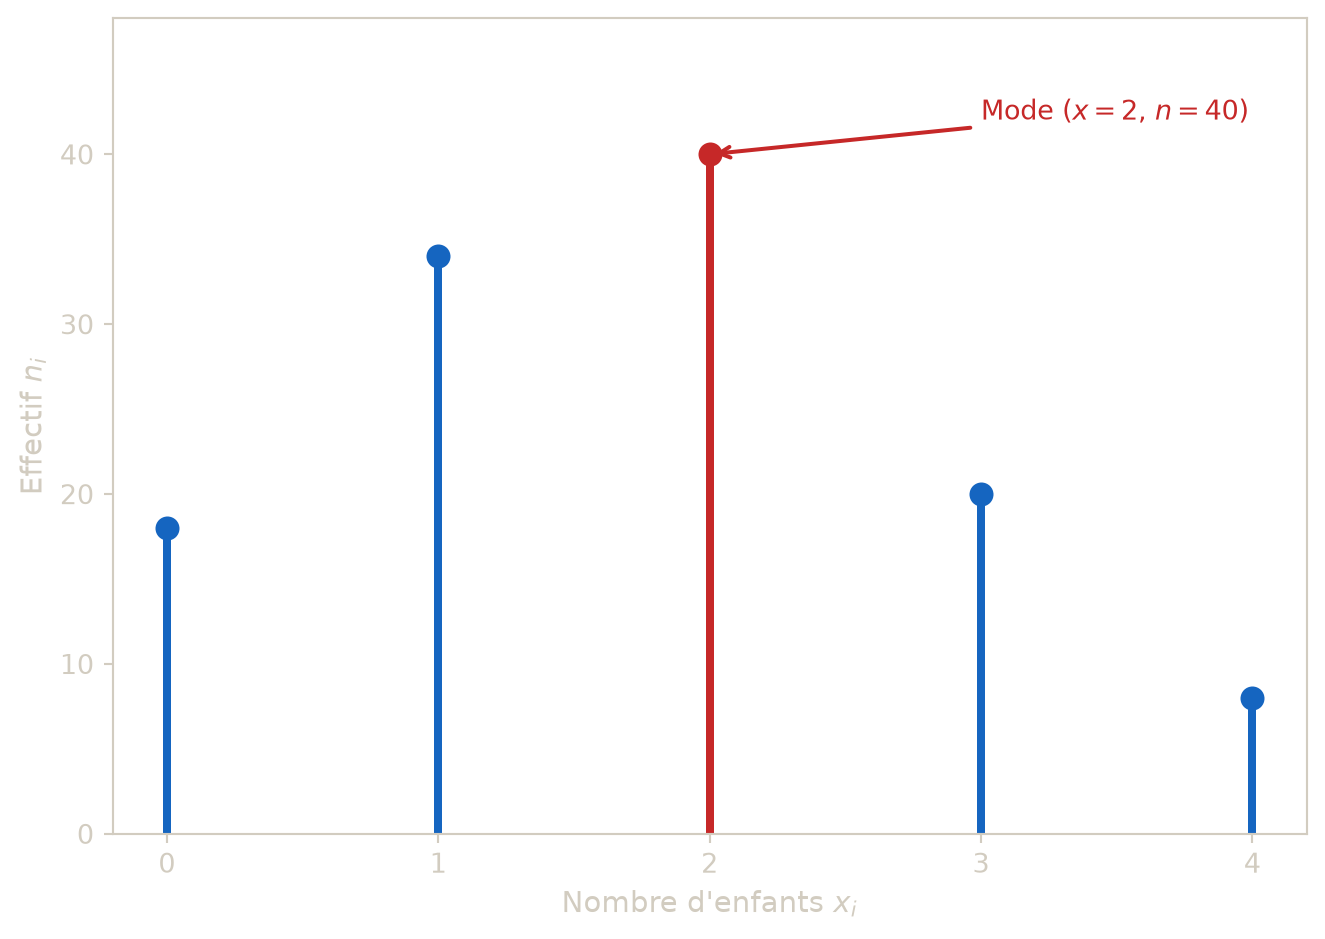 Mode (x = 2, n = 40)
40
30
20
10
0
Effectif nᵢ
0 1 2 3 4
Nombre d'enfants xᵢ